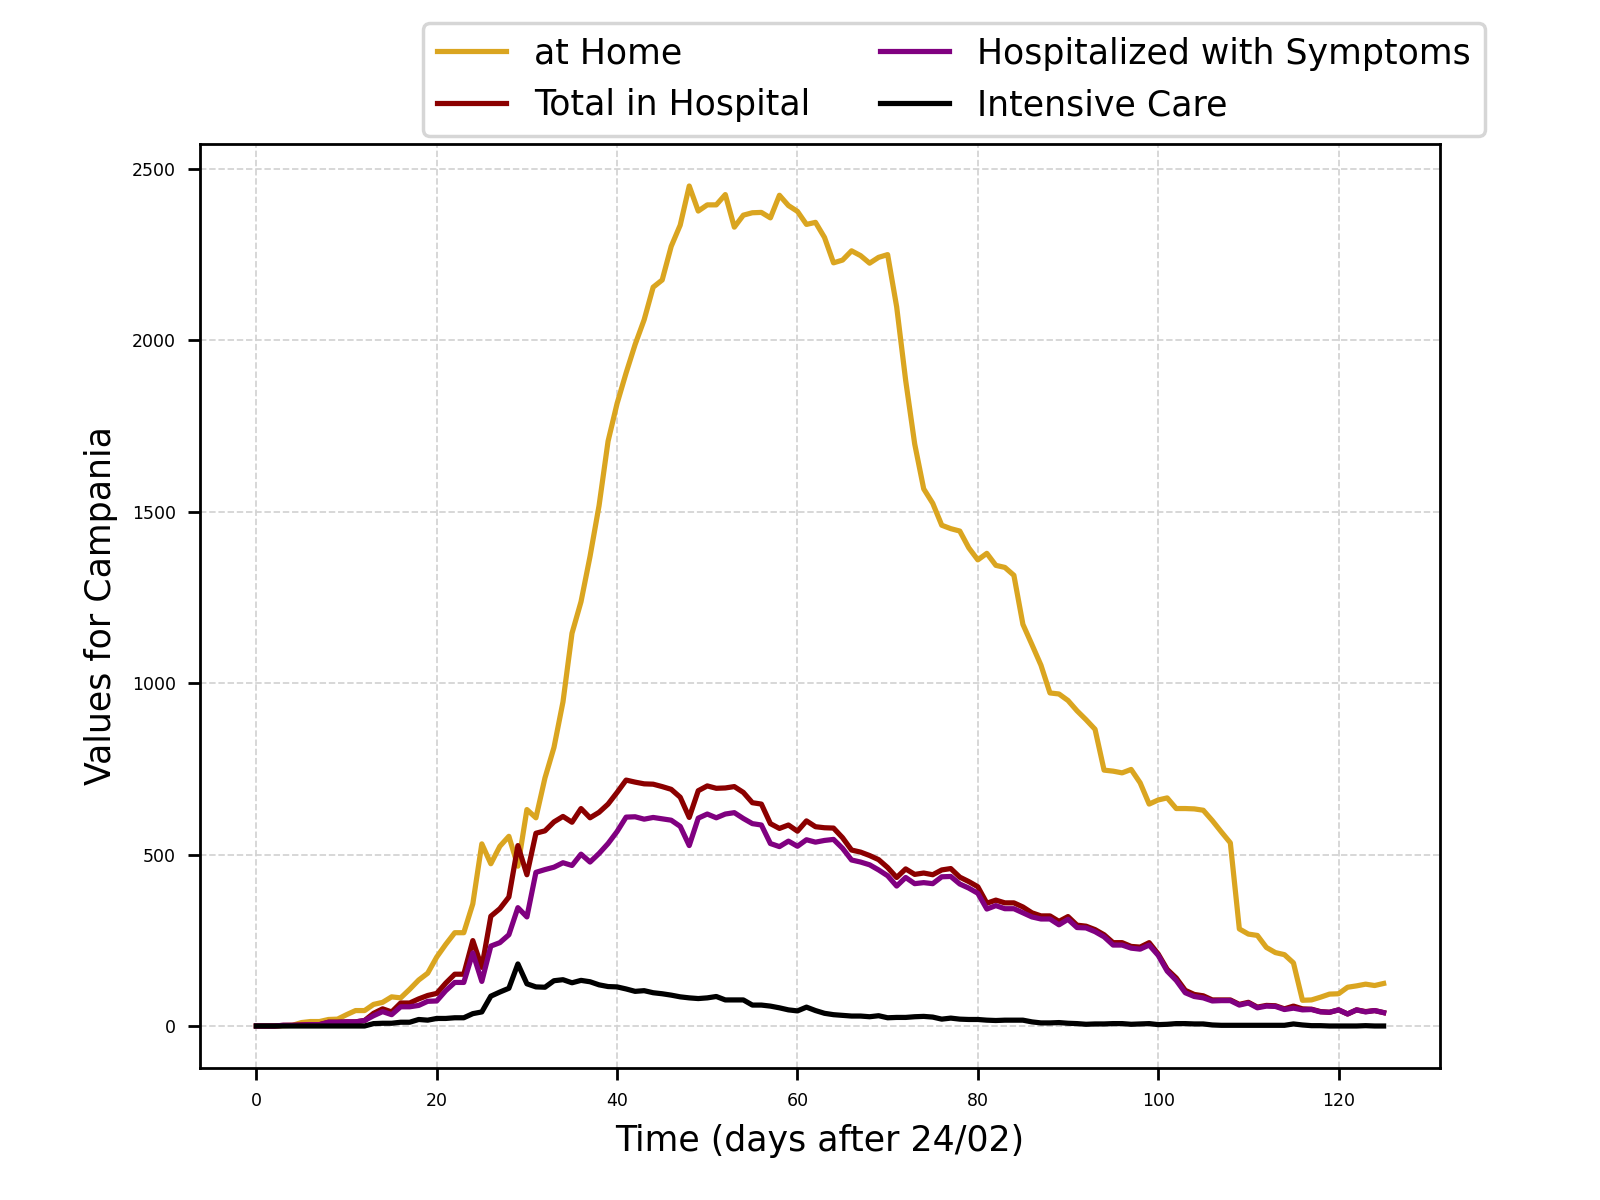 at Home
Total in Hospital
Hospitalized with Symptoms
Intensive Care
2500
2000
1500
1000
500
0
Values for Campania
0 20 40 60 80 100 120
Time (days after 24/02)